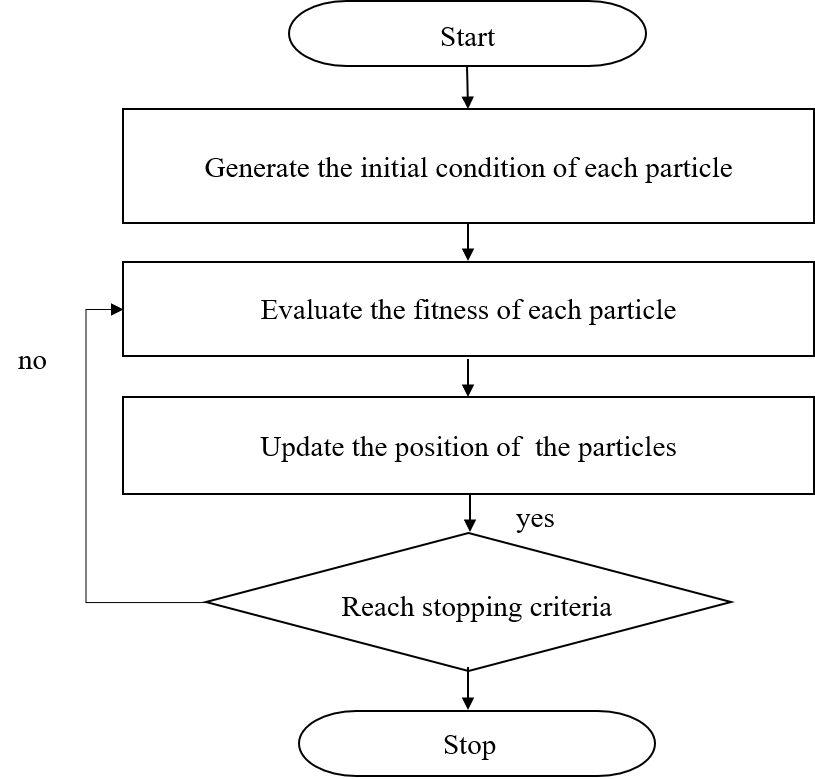 Start
Generate the initial condition of each particle
Evaluate the fitness of each particle
no
Update the position of  the particles
yes
Reach stopping criteria
Stop